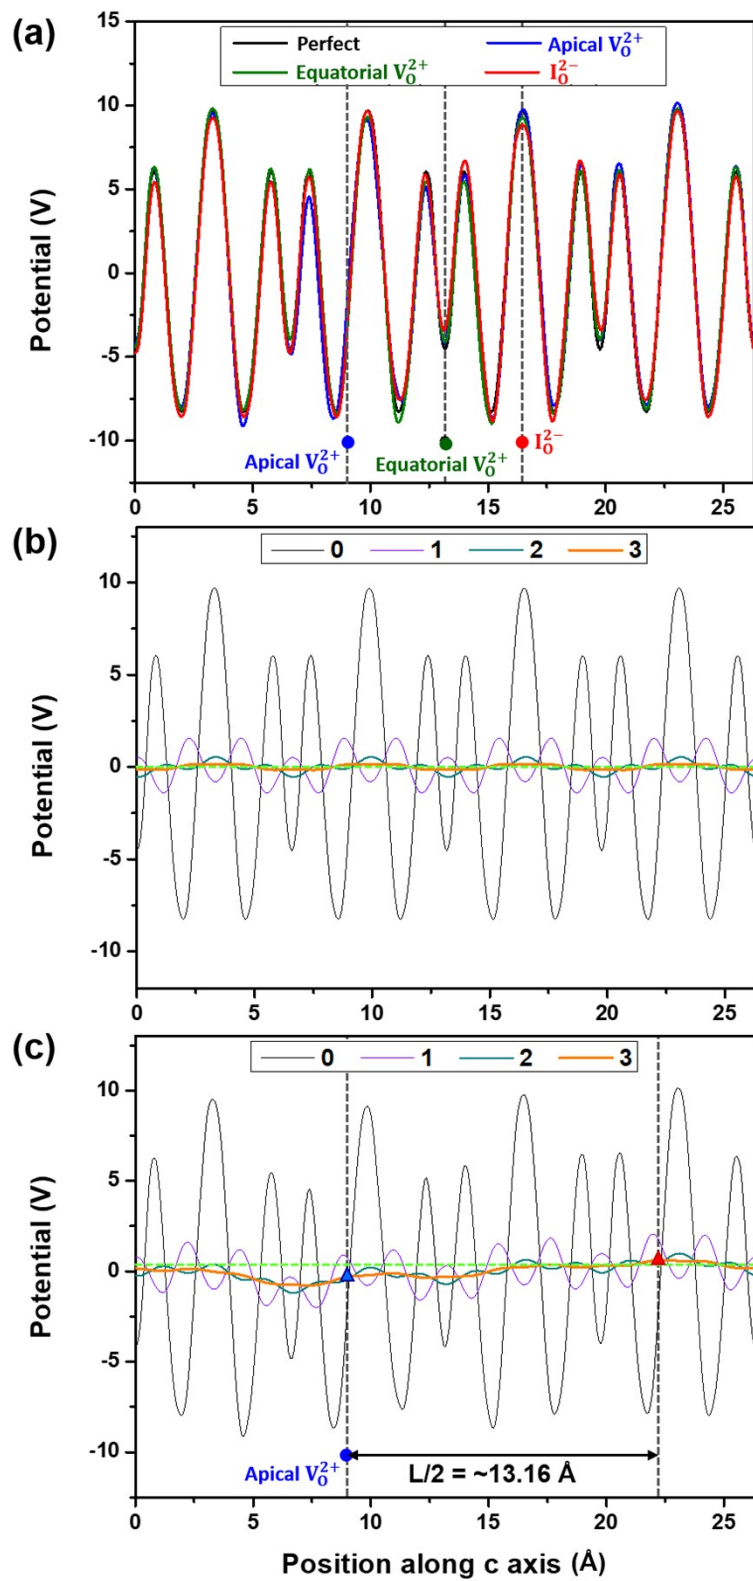 (a)
15
10
5
0
-5
-10
Potential (V)
Perfect Apical V_O^{2+}
Equatorial V_O^{2+} I_O^{2-}
Apical V_O^{2+} Equatorial V_O^{2+} I_O^{2-}
0 5 10 15 20 25
(b)
10
5
0
-5
-10
Potential (V)
0 1 2 3
0 5 10 15 20 25
(c)
10
5
0
-5
-10
Potential (V)
0 1 2 3
Apical V_O^{2+} L/2 = ~13.16 Å
0 5 10 15 20 25
Position along c axis (Å)